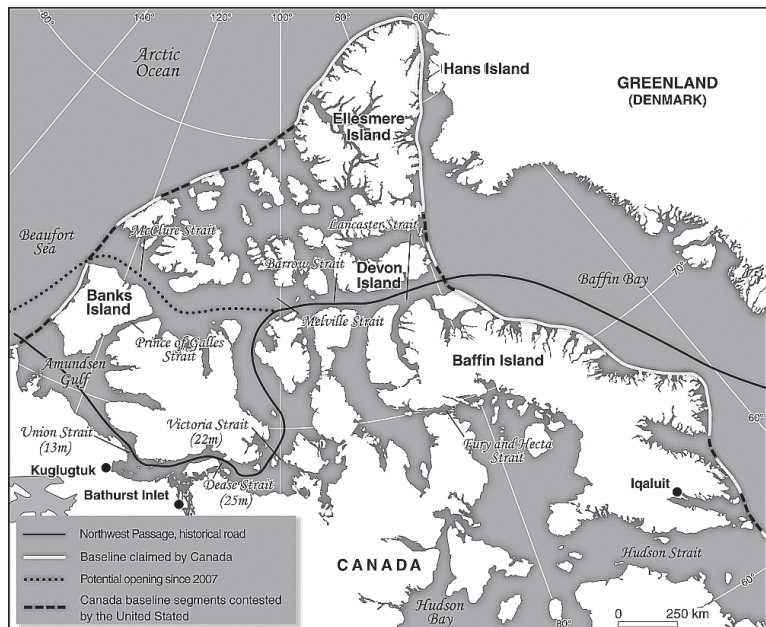 80°
140°
120°
100°
80°
60°
Arctic
Ocean
Hans Island
GREENLAND
(DENMARK)
Ellesmere
Island
Beaufort
Sea
McClure Strait
Lancaster Strait
Barrow Strait
Devon
Island
Baffin Bay
70°
Banks
Island
Melville Strait
Prince of Galles
Strait
Baffin Island
Amundsen
Gulf
60°
Victoria Strait
(22m)
Union Strait
(13m)
Fury and Hecta
Strait
Kuglugtuk
Dease Strait
(25m)
Iqaluit
Bathurst Inlet
Northwest Passage, historical road
Baseline claimed by Canada
Potential opening since 2007
Canada baseline segments contested
by the United Stated
CANADA
Hudson Strait
60°
Hudson
Bay
80°
0 250 km